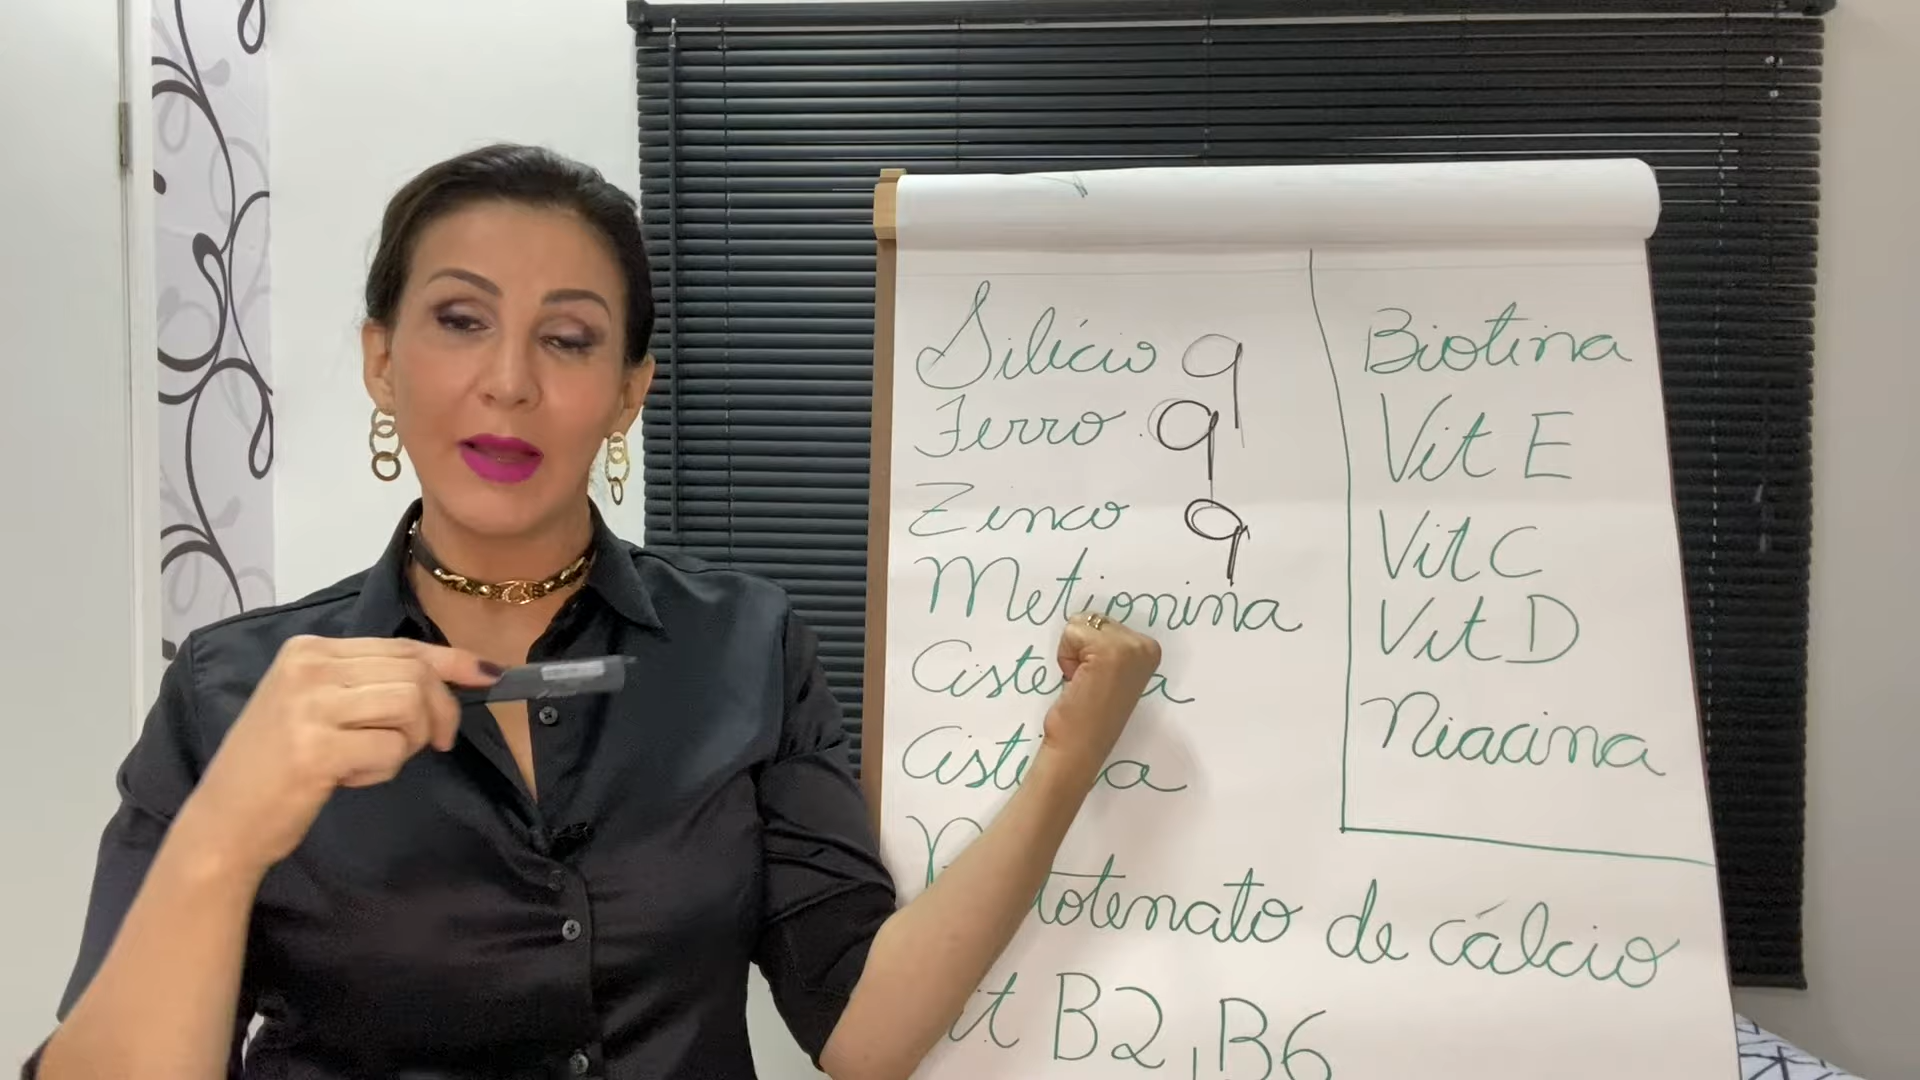 Silício q
Ferro q
Zinco q
Metionina
de cálcio
B2, B6
Biotina
Vit E
Vit C
Vit D
Niacina